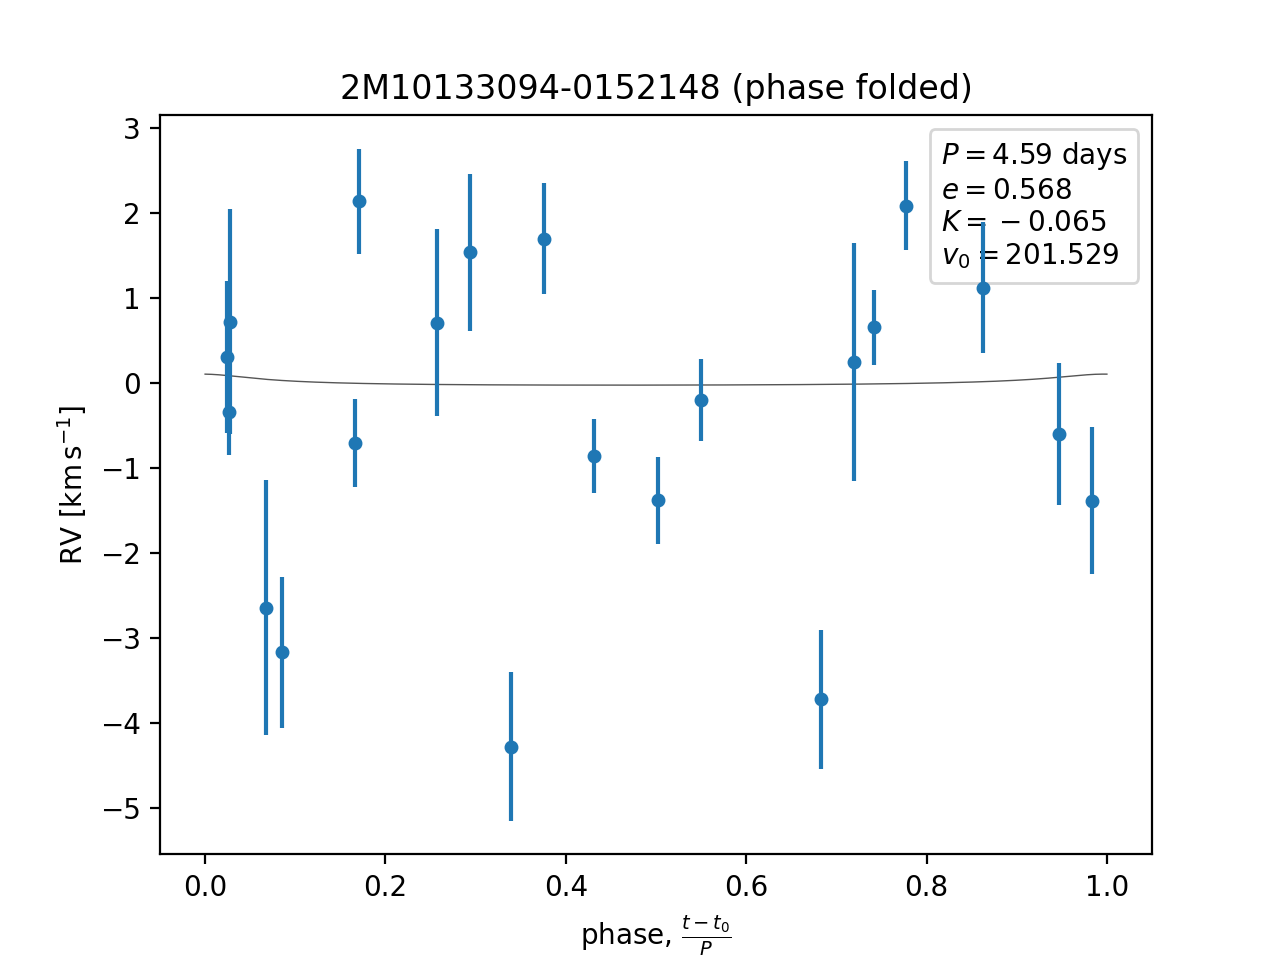 2M10133094-0152148 (phase folded)
P = 4.59 days
e = 0.568
K = −0.065
v₀ = 201.529
RV [km s⁻¹]
3
2
1
0
−1
−2
−3
−4
−5
0.0 0.2 0.4 0.6 0.8 1.0
phase, (t − t₀)/P